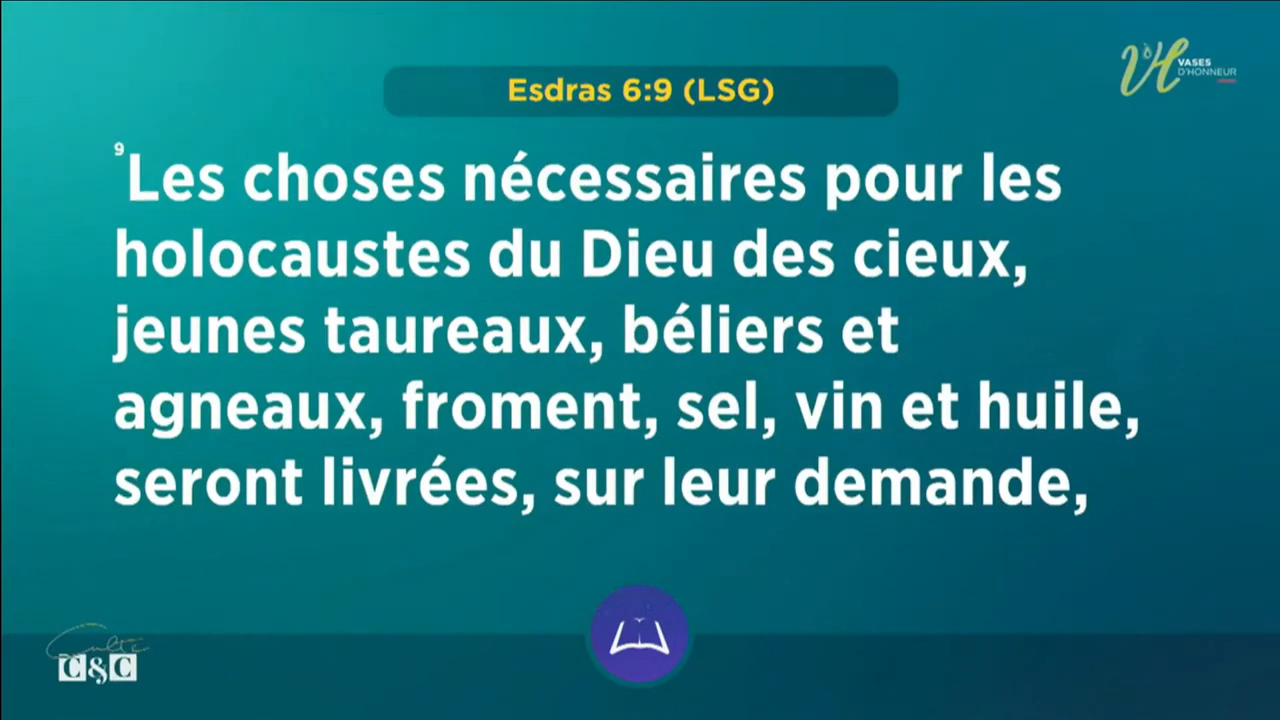 Esdras 6:9 (LSG)
VASES
D'HONNEUR
9 Les choses nécessaires pour les
holocaustes du Dieu des cieux,
jeunes taureaux, béliers et
agneaux, froment, sel, vin et huile,
seront livrées, sur leur demande,
Culte
C&C